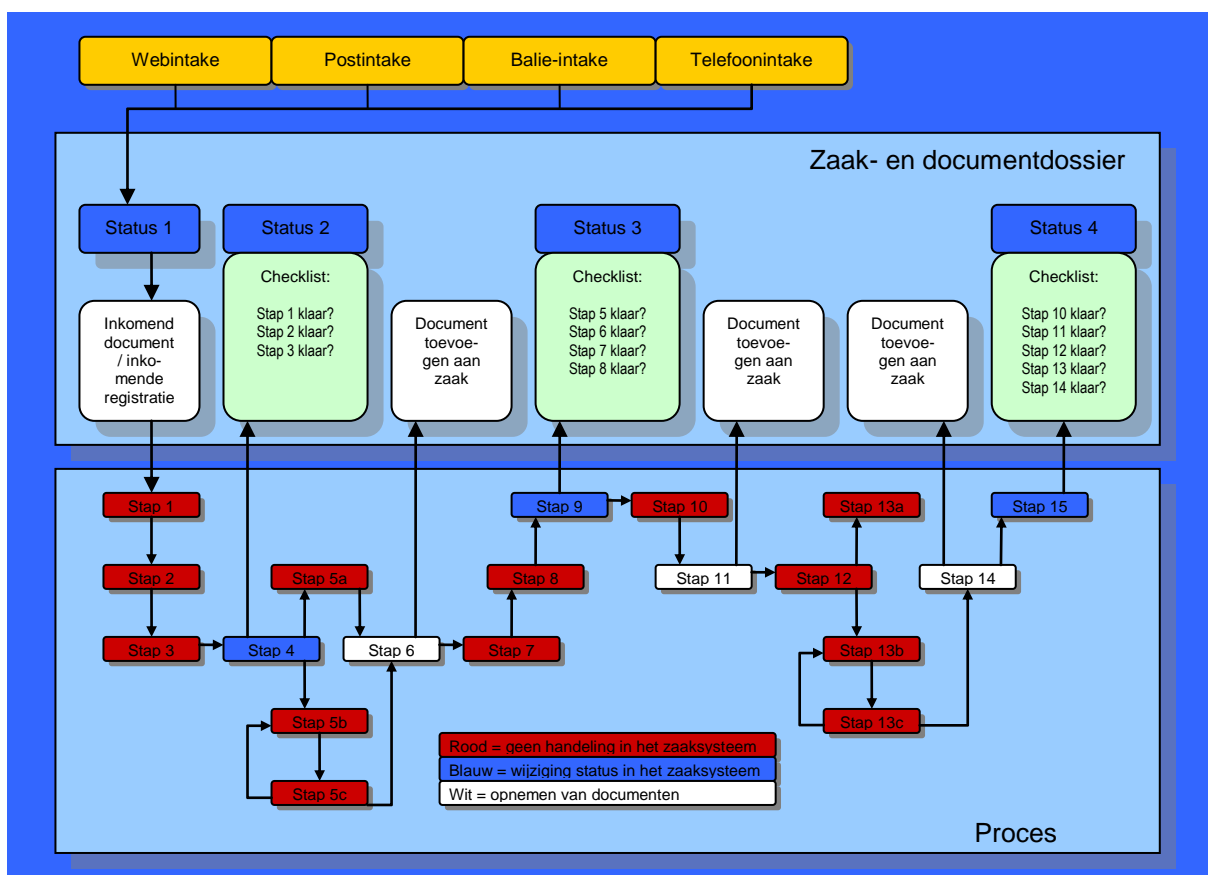 Webintake
Postintake
Balie-intake
Telefoonintake
Zaak- en documentdossier
Status 1
Status 2
Status 3
Status 4
Inkomend
document
/ inko-
mende
registratie
Checklist:
Stap 1 klaar?
Stap 2 klaar?
Stap 3 klaar?
Document
toevoe-
gen aan
zaak
Checklist:
Stap 5 klaar?
Stap 6 klaar?
Stap 7 klaar?
Stap 8 klaar?
Document
toevoe-
gen aan
zaak
Document
toevoe-
gen aan
zaak
Checklist:
Stap 10 klaar?
Stap 11 klaar?
Stap 12 klaar?
Stap 13 klaar?
Stap 14 klaar?
Stap 1
Stap 9
Stap 10
Stap 13a
Stap 15
Stap 2
Stap 5a
Stap 8
Stap 11
Stap 12
Stap 14
Stap 3
Stap 4
Stap 6
Stap 7
Stap 13b
Stap 5b
Stap 13c
Stap 5c
Rood = geen handeling in het zaaksysteem
Blauw = wijziging status in het zaaksysteem
Wit = opnemen van documenten
Proces